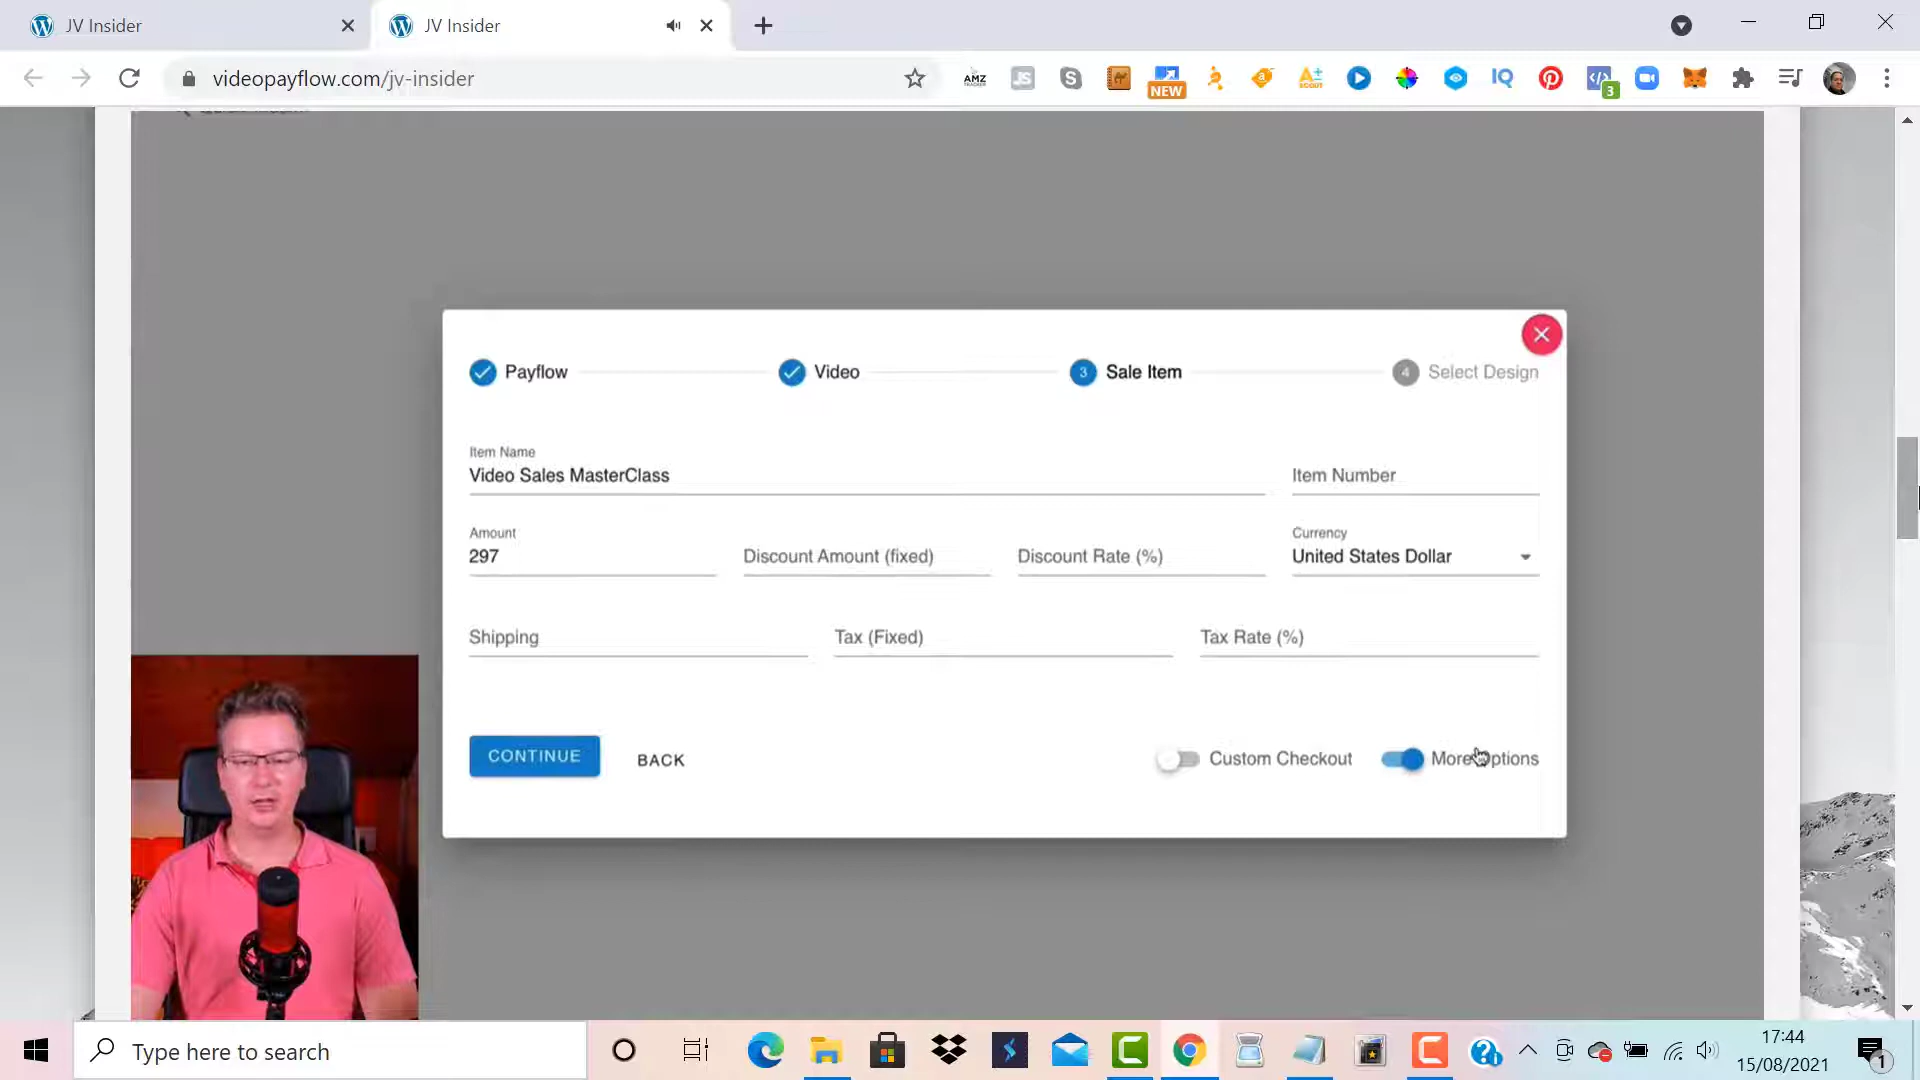 JV Insider
JV Insider
videopayflow.com/jv-insider
AMZ
JS
S
NEW
a
A+
SCOUT
IQ
3
Payflow
Video
3 Sale Item
4 Select Design
Item Name
Video Sales MasterClass
Item Number
Amount
297
Discount Amount (fixed)
Discount Rate (%)
Currency
United States Dollar
Shipping
Tax (Fixed)
Tax Rate (%)
CONTINUE
BACK
Custom Checkout
More Options
Type here to search
17:44
15/08/2021
1